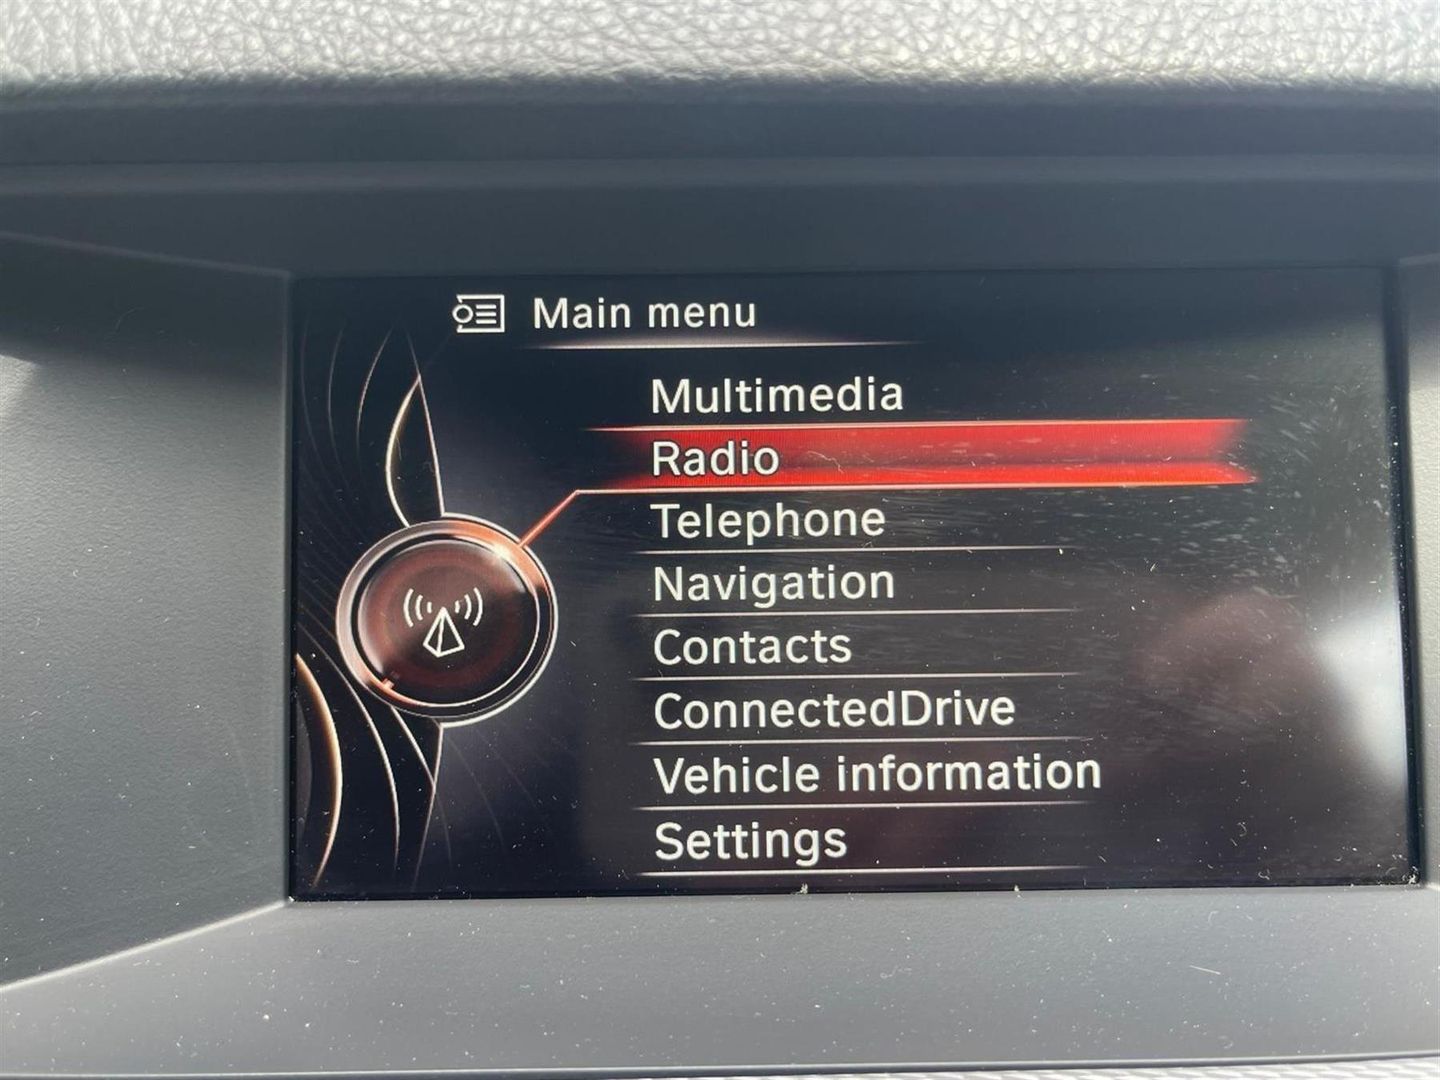 Main menu
Multimedia
Radio
Telephone
Navigation
Contacts
ConnectedDrive
Vehicle information
Settings